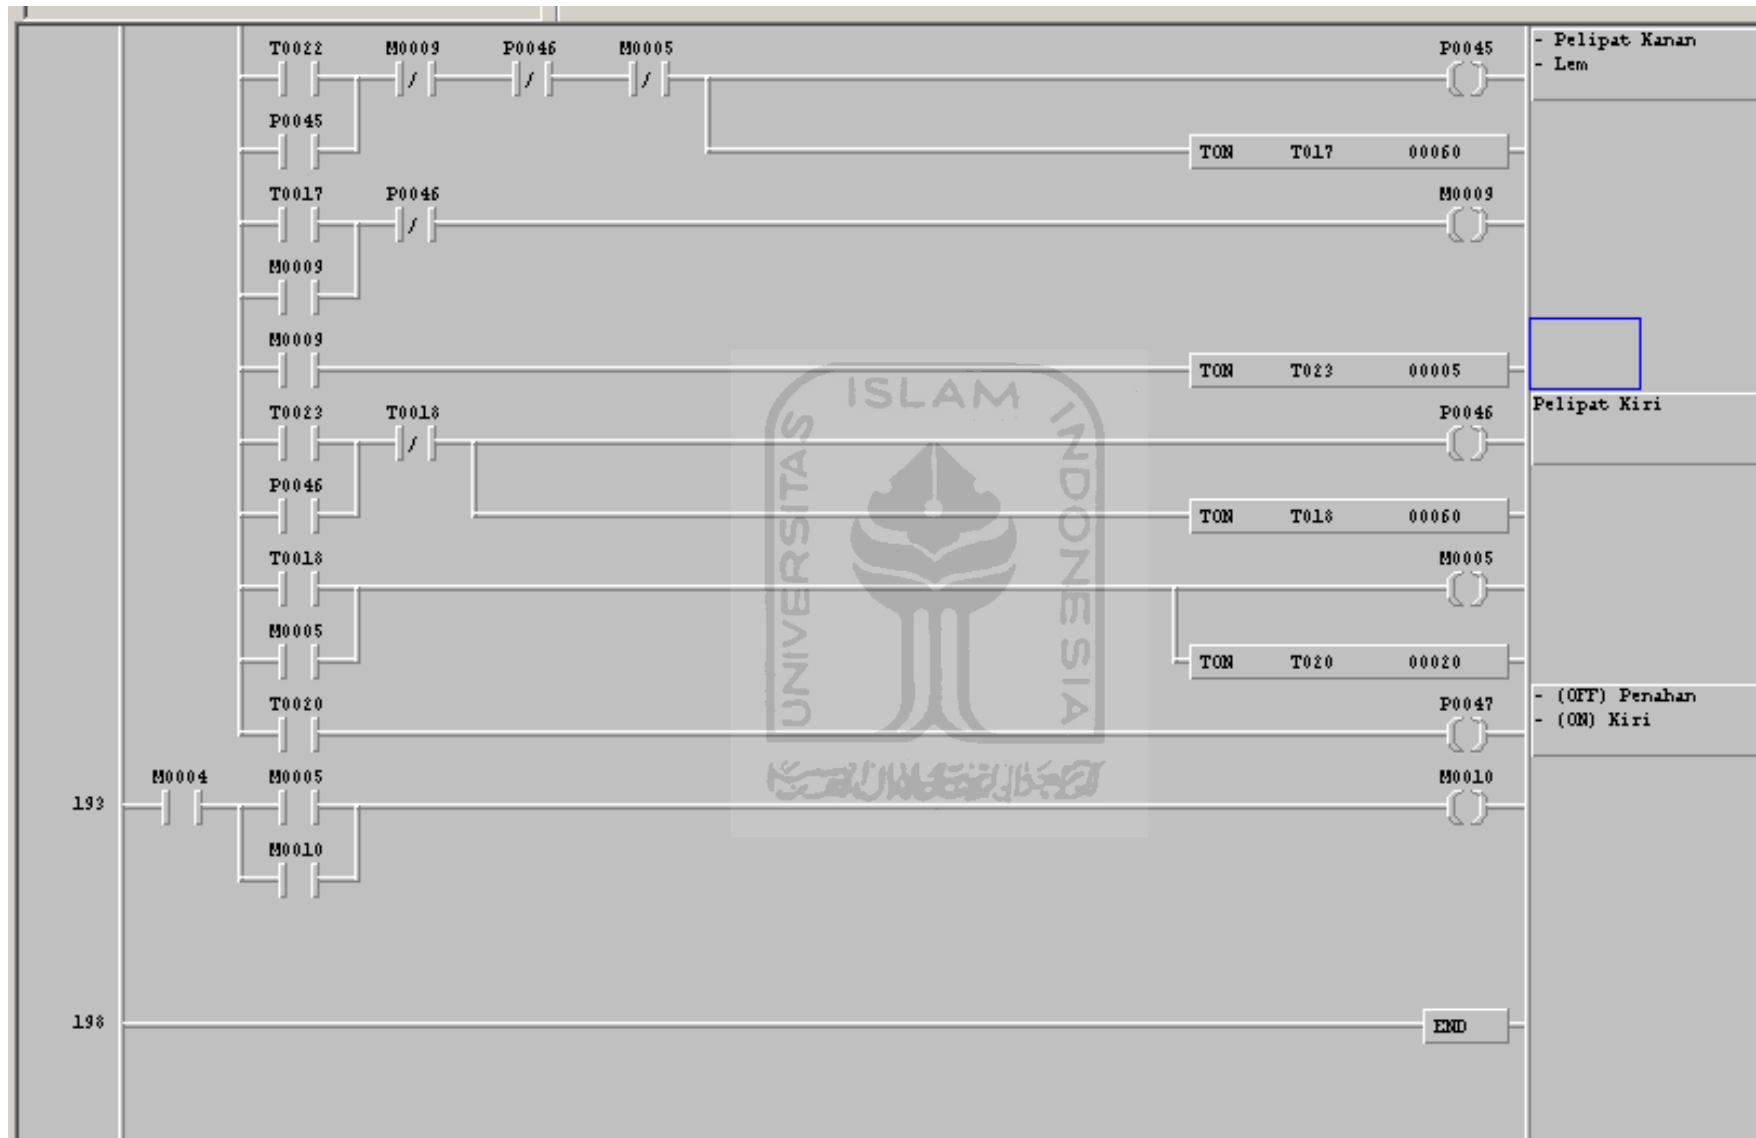 T0022 M0009 P0046 M0005 P0045 - Pelipat Kanan
- Lem
P0045
TON T017 00060
T0017 P0046 M0009
M0009
M0009
TON T023 00005
T0023 T0018 P0046 Pelipat Kiri
P0046
TON T018 00060
T0018 M0005
M0005
TON T020 00020
T0020 P0047 - (OFF) Penahan
- (ON) Kiri
M0004 M0005 M0010
193
M0010
198 END
UNIVERSITAS
ISLAM
INDONESIA